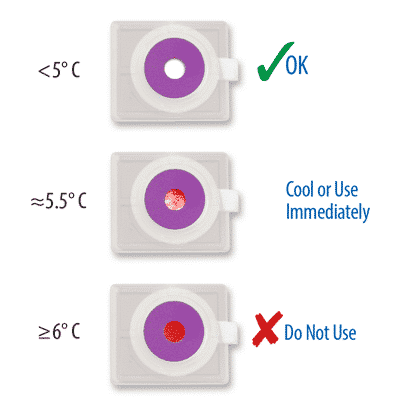 <5° C
OK
≈5.5° C
Cool or Use
Immediately
≥6° C
Do Not Use